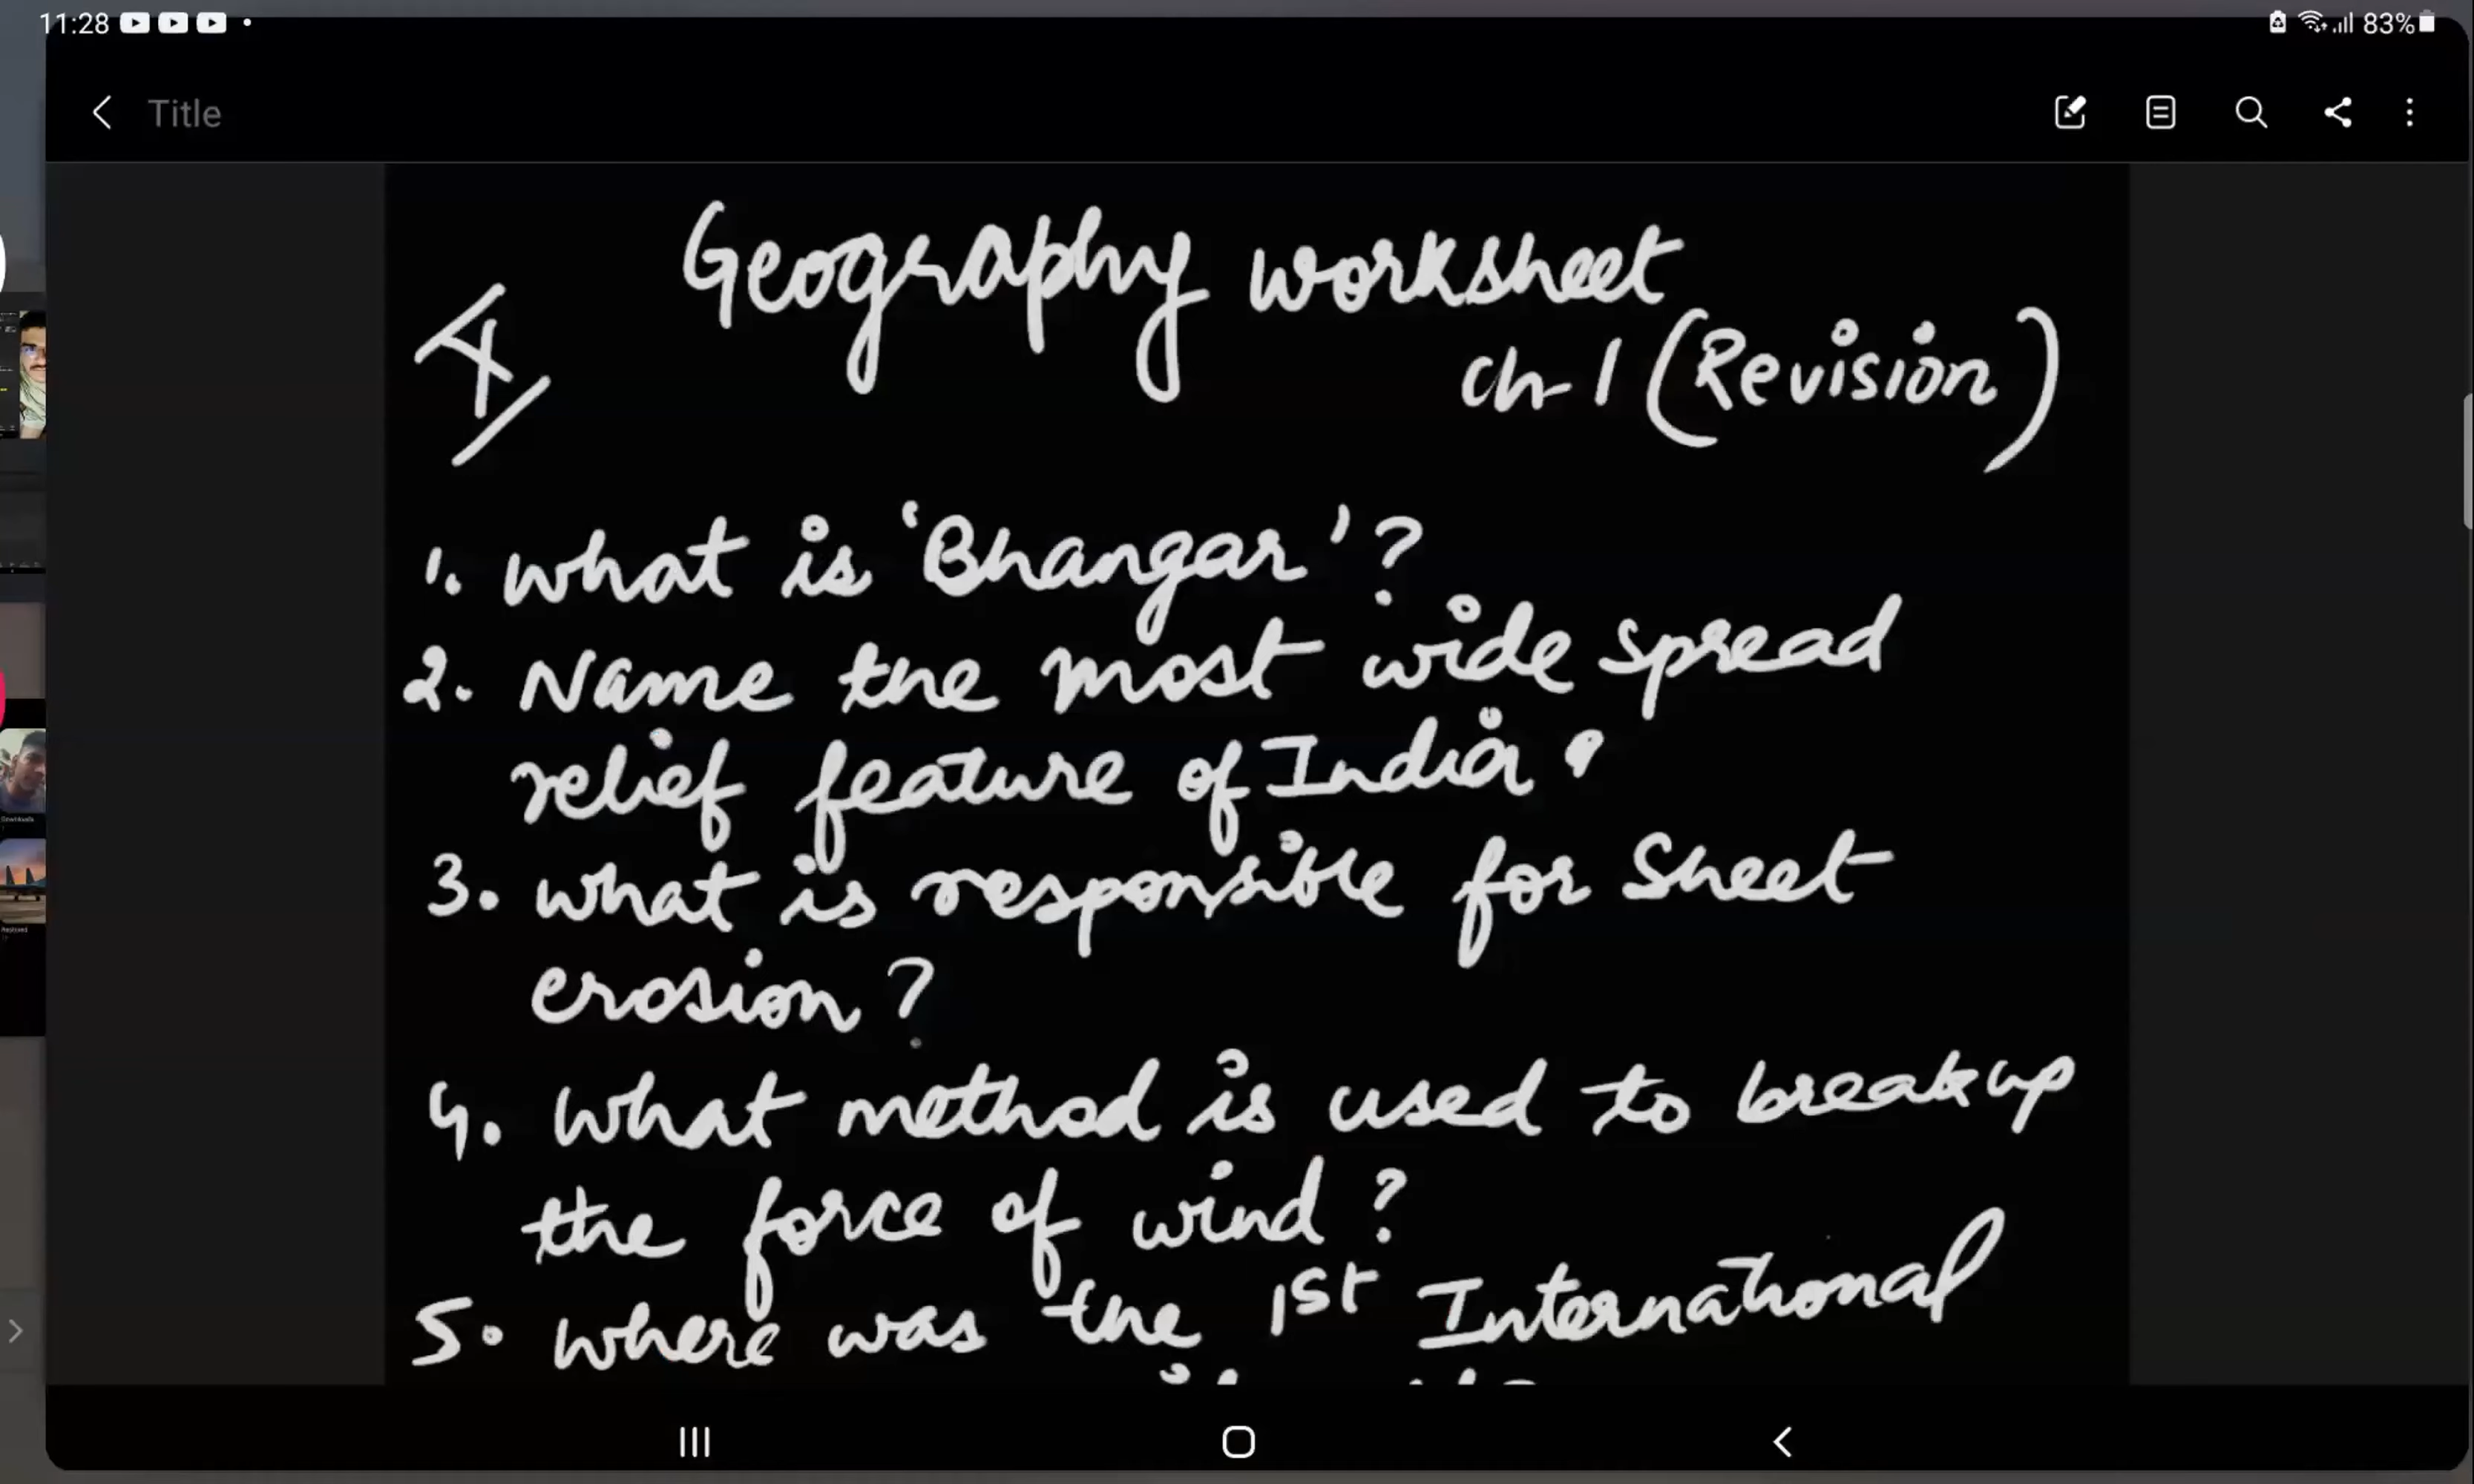 11:28
83%
Title
Geography worksheet
ch 1 (Revision)
1. What is 'Bhangar'?
2. Name the most wide spread
relief feature of India ?
3. what is responsible for Sheet
erosion ?
4. What method is used to breakup
the force of wind ?
5. where was the 1st International